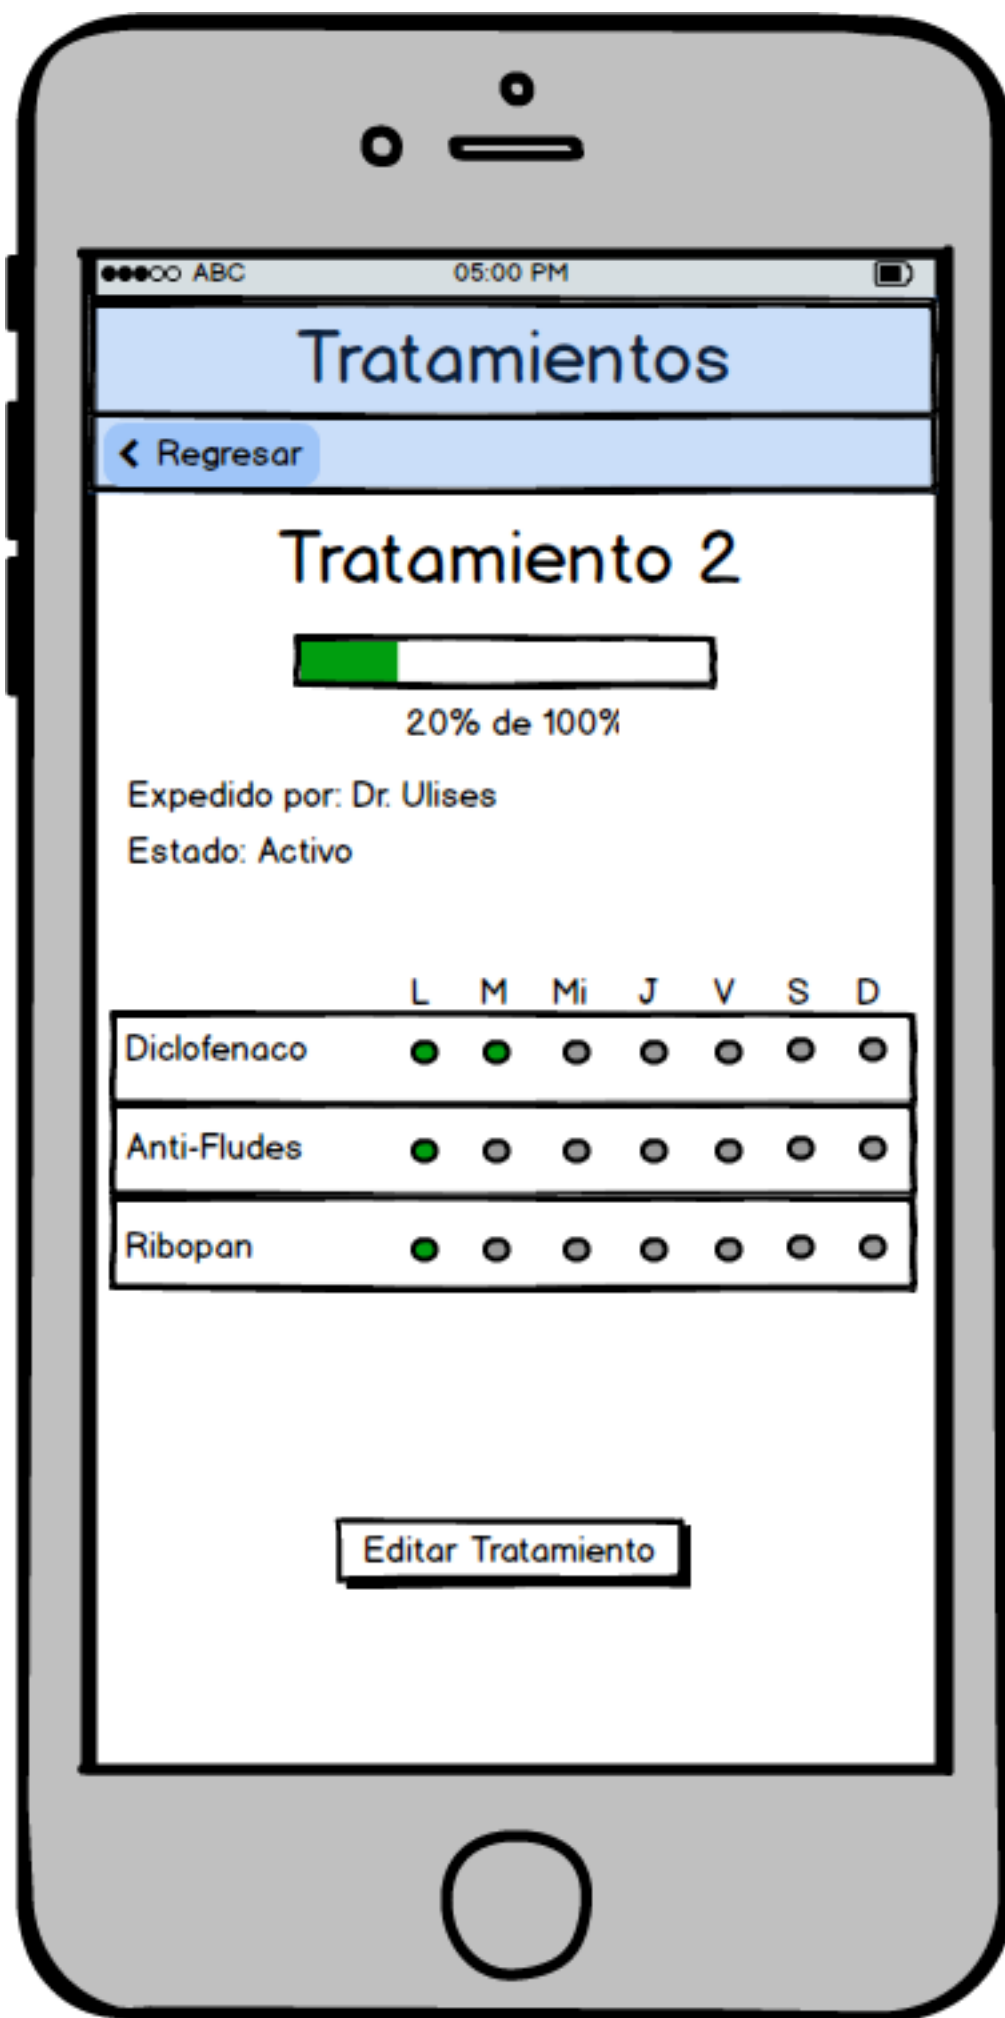 ABC 05:00 PM
Tratamientos
Regresar
Tratamiento 2
20% de 100%
Expedido por: Dr. Ulises
Estado: Activo
L M Mi J V S D
Diclofenaco
Anti-Fludes
Ribopan
Editar Tratamiento